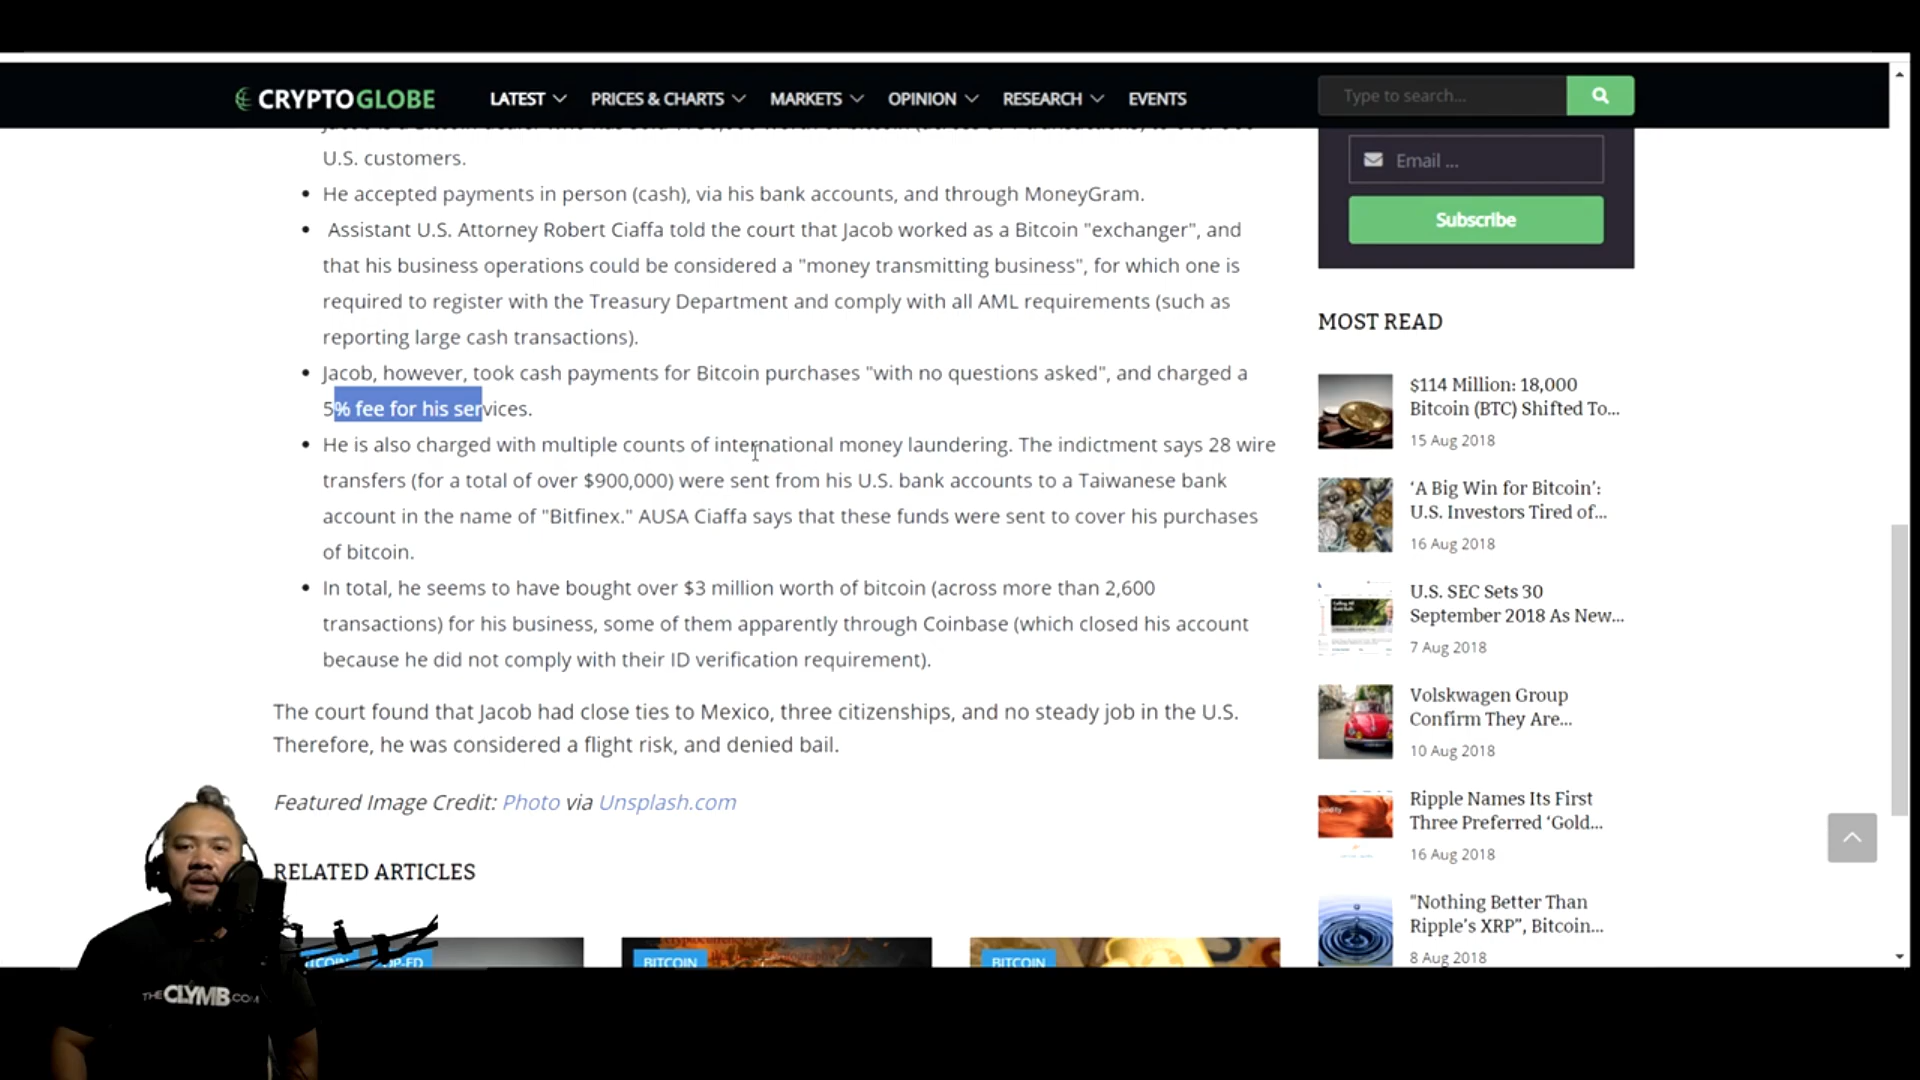 CRYPTOGLOBE
LATEST PRICES & CHARTS MARKETS OPINION RESEARCH EVENTS
Type to search...
U.S. customers.
• He accepted payments in person (cash), via his bank accounts, and through MoneyGram.
• Assistant U.S. Attorney Robert Ciaffa told the court that Jacob worked as a Bitcoin "exchanger", and
that his business operations could be considered a "money transmitting business", for which one is
required to register with the Treasury Department and comply with all AML requirements (such as
reporting large cash transactions).
• Jacob, however, took cash payments for Bitcoin purchases "with no questions asked", and charged a
5% fee for his services.
• He is also charged with multiple counts of international money laundering. The indictment says 28 wire
transfers (for a total of over $900,000) were sent from his U.S. bank accounts to a Taiwanese bank
account in the name of "Bitfinex." AUSA Ciaffa says that these funds were sent to cover his purchases
of bitcoin.
• In total, he seems to have bought over $3 million worth of bitcoin (across more than 2,600
transactions) for his business, some of them apparently through Coinbase (which closed his account
because he did not comply with their ID verification requirement).
The court found that Jacob had close ties to Mexico, three citizenships, and no steady job in the U.S.
Therefore, he was considered a flight risk, and denied bail.
Featured Image Credit: Photo via Unsplash.com
RELATED ARTICLES
BITCOIN
BITCOIN
THE CLYMB.COM
Email ...
Subscribe
MOST READ
$114 Million: 18,000
Bitcoin (BTC) Shifted To...
15 Aug 2018
‘A Big Win for Bitcoin’:
U.S. Investors Tired of...
16 Aug 2018
U.S. SEC Sets 30
September 2018 As New...
7 Aug 2018
Volskwagen Group
Confirm They Are...
10 Aug 2018
Ripple Names Its First
Three Preferred ‘Gold...
16 Aug 2018
"Nothing Better Than
Ripple’s XRP”, Bitcoin...
8 Aug 2018